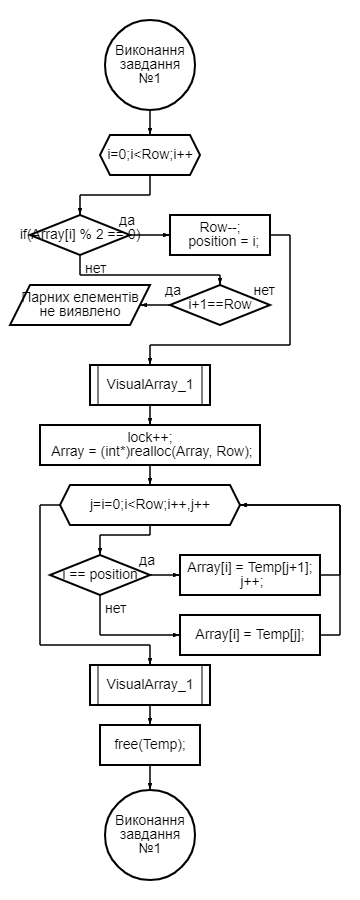 Виконання
завдання
№1
i=0;i<Row;i++
if(Array[i] % 2 == 0)
да
Row--;
position = i;
нет
Парних елементів
не виявлено
да
i+1==Row
нет
VisualArray_1
lock++;
Array = (int*)realloc(Array, Row);
j=i=0;i<Row;i++,j++
i == position
да
Array[i] = Temp[j+1];
j++;
нет
Array[i] = Temp[j];
VisualArray_1
free(Temp);
Виконання
завдання
№1